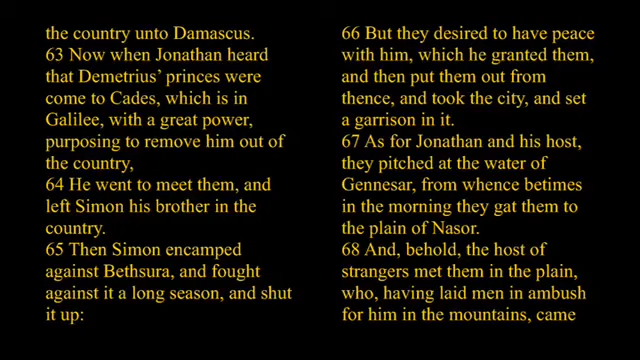 the country unto Damascus.
63 Now when Jonathan heard
that Demetrius’ princes were
come to Cades, which is in
Galilee, with a great power,
purposing to remove him out of
the country,
64 He went to meet them, and
left Simon his brother in the
country.
65 Then Simon encamped
against Bethsura, and fought
against it a long season, and shut
it up:
66 But they desired to have peace
with him, which he granted them,
and then put them out from
thence, and took the city, and set
a garrison in it.
67 As for Jonathan and his host,
they pitched at the water of
Gennesar, from whence betimes
in the morning they gat them to
the plain of Nasor.
68 And, behold, the host of
strangers met them in the plain,
who, having laid men in ambush
for him in the mountains, came